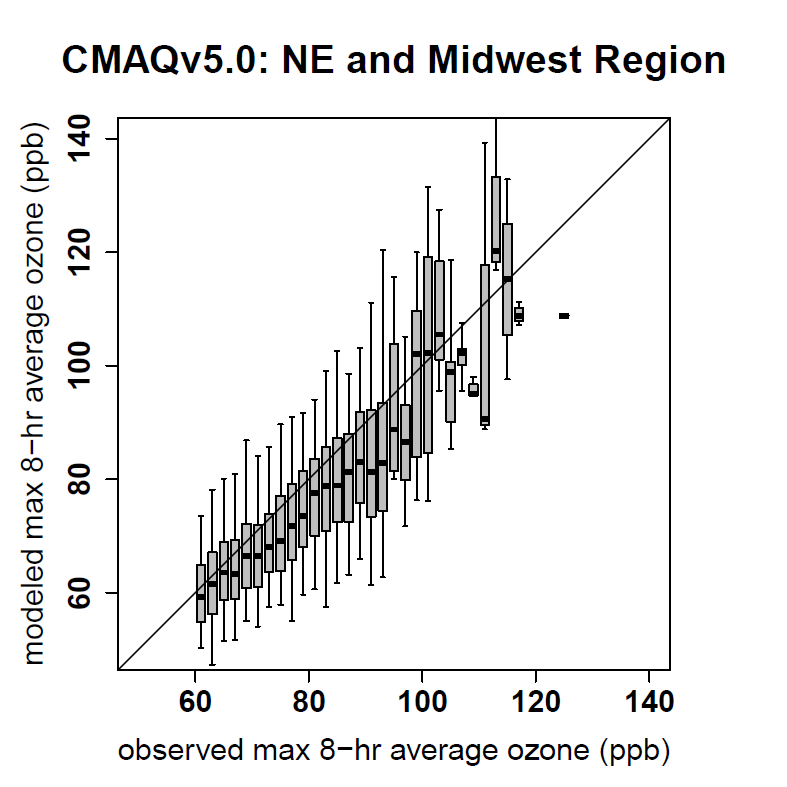 CMAQv5.0: NE and Midwest Region
modeled max 8−hr average ozone (ppb)
140
120
100
80
60
60 80 100 120 140
observed max 8−hr average ozone (ppb)